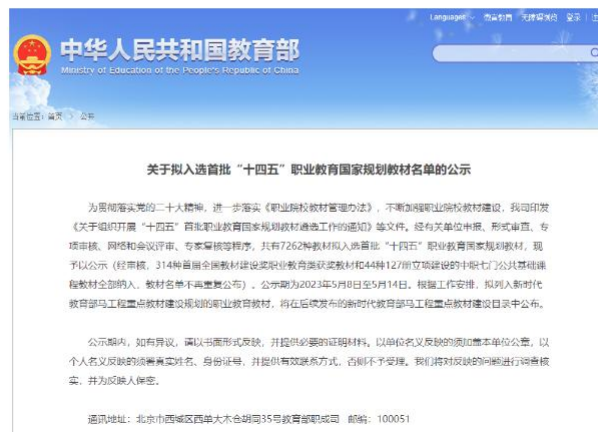 Languages 微言教育 无障碍浏览 登录 |
中华人民共和国教育部
Ministry of Education of the People's Republic of China
当前位置：首页 > 公告
关于拟入选首批“十四五”职业教育国家规划教材名单的公示
为贯彻落实党的二十大精神，进一步落实《职业院校教材管理办法》，不断加强职业院校教材建设，我司印发
《关于组织开展“十四五”首批职业教育国家规划教材遴选工作的通知》等文件。经有关单位申报、形式审查、专
项审核、网络和会议评审、专家复核等程序，共有7262种教材拟入选首批“十四五”职业教育国家规划教材，现
予以公示（经审核，314种首届全国教材建设奖职业教育类获奖教材和44种127册立项建设的中职七门公共基础课
程教材全部纳入，教材名单不再重复公布）。公示期为2023年5月8日至5月14日。根据工作安排，拟列入新时代
教育部马工程重点教材建设规划的职业教育教材，将在后续发布的新时代教育部马工程重点教材建设目录中公布。
公示期内，如有异议，请以书面形式反映，并提供必要的证明材料。以单位名义反映的须加盖本单位公章，以
个人名义反映的须署真实姓名、身份证号，并提供有效联系方式，否则不予受理。我们将对反映的问题进行调查核
实，并为反映人保密。
通讯地址：北京市西城区西单大木仓胡同35号教育部职成司 邮编：100051